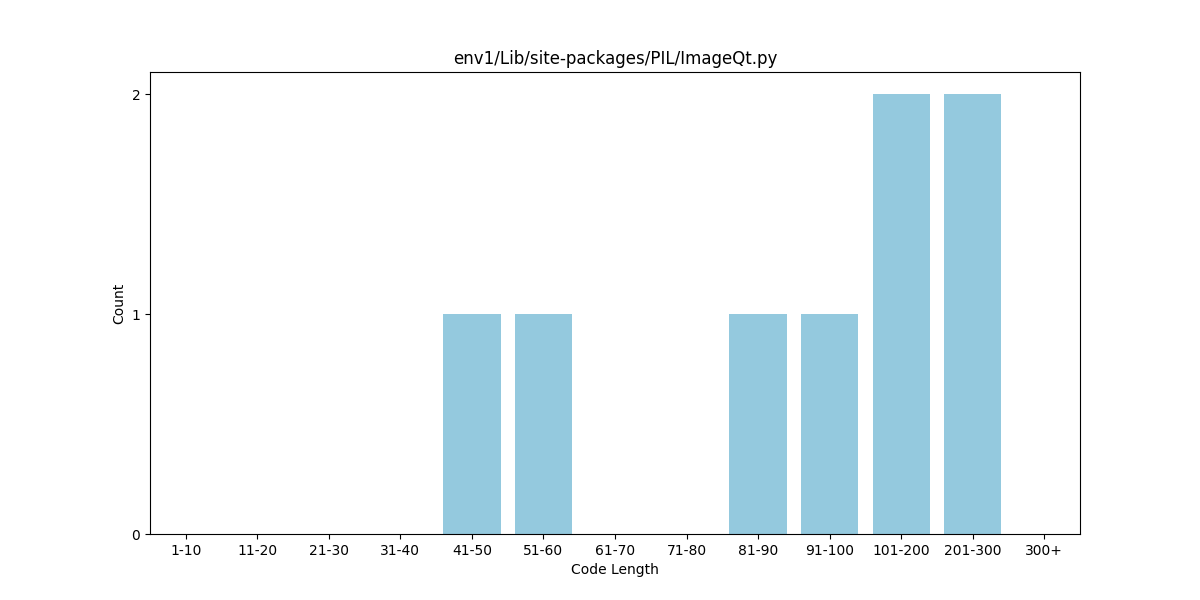 env1/Lib/site-packages/PIL/ImageQt.py
Count
2
1
0
1-10 11-20 21-30 31-40 41-50 51-60 61-70 71-80 81-90 91-100 101-200 201-300 300+
Code Length